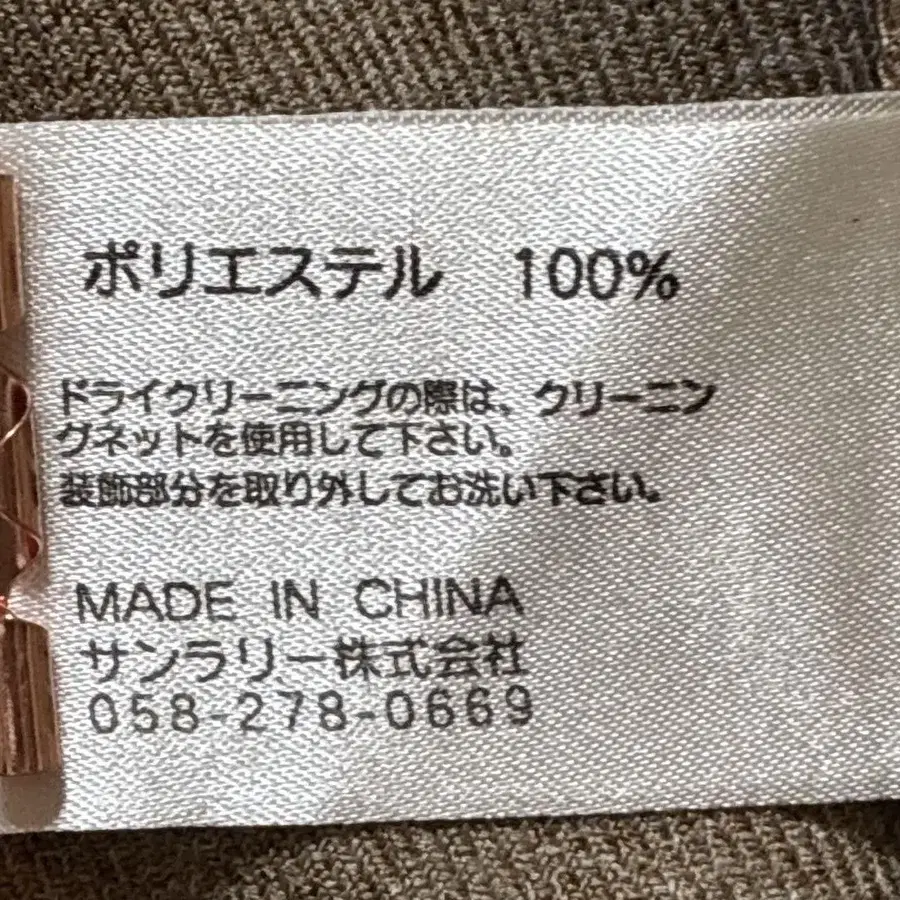 ポリエステル 100%
ドライクリーニングの際は、クリーニン
グネットを使用して下さい。
装飾部分を取り外してお洗い下さい。
MADE IN CHINA
サンラリー株式会社
058-278-0669